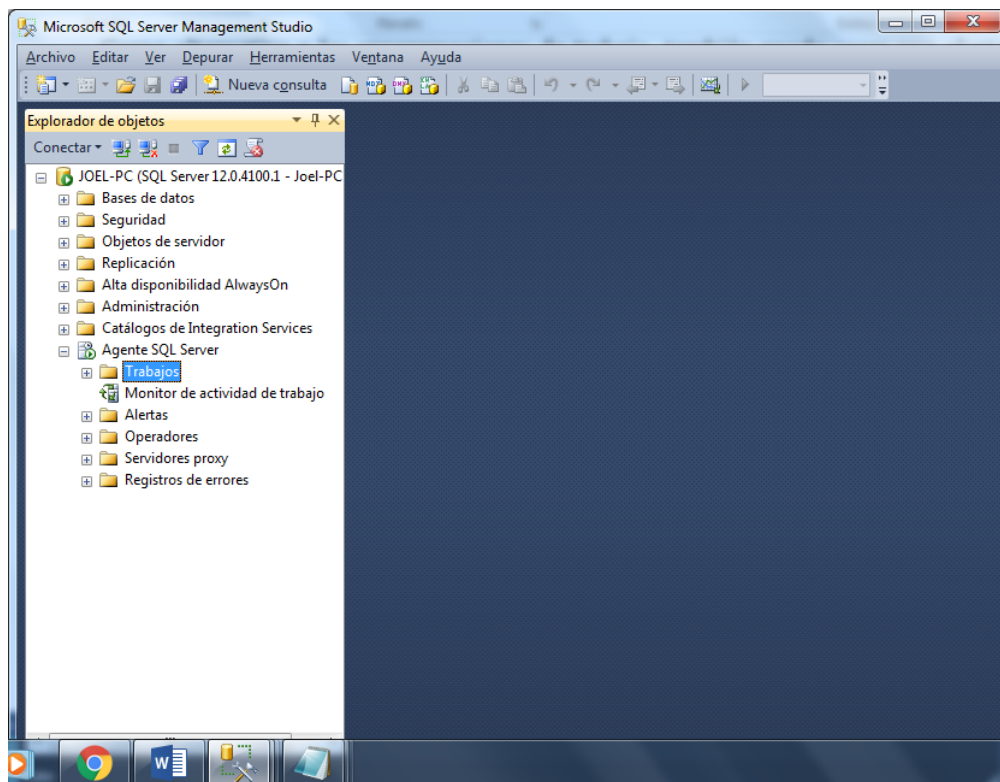 Microsoft SQL Server Management Studio
Archivo Editar Ver Depurar Herramientas Ventana Ayuda
Nueva consulta
Explorador de objetos
Conectar
JOEL-PC (SQL Server 12.0.4100.1 - Joel-PC
Bases de datos
Seguridad
Objetos de servidor
Replicación
Alta disponibilidad AlwaysOn
Administración
Catálogos de Integration Services
Agente SQL Server
Trabajos
Monitor de actividad de trabajo
Alertas
Operadores
Servidores proxy
Registros de errores